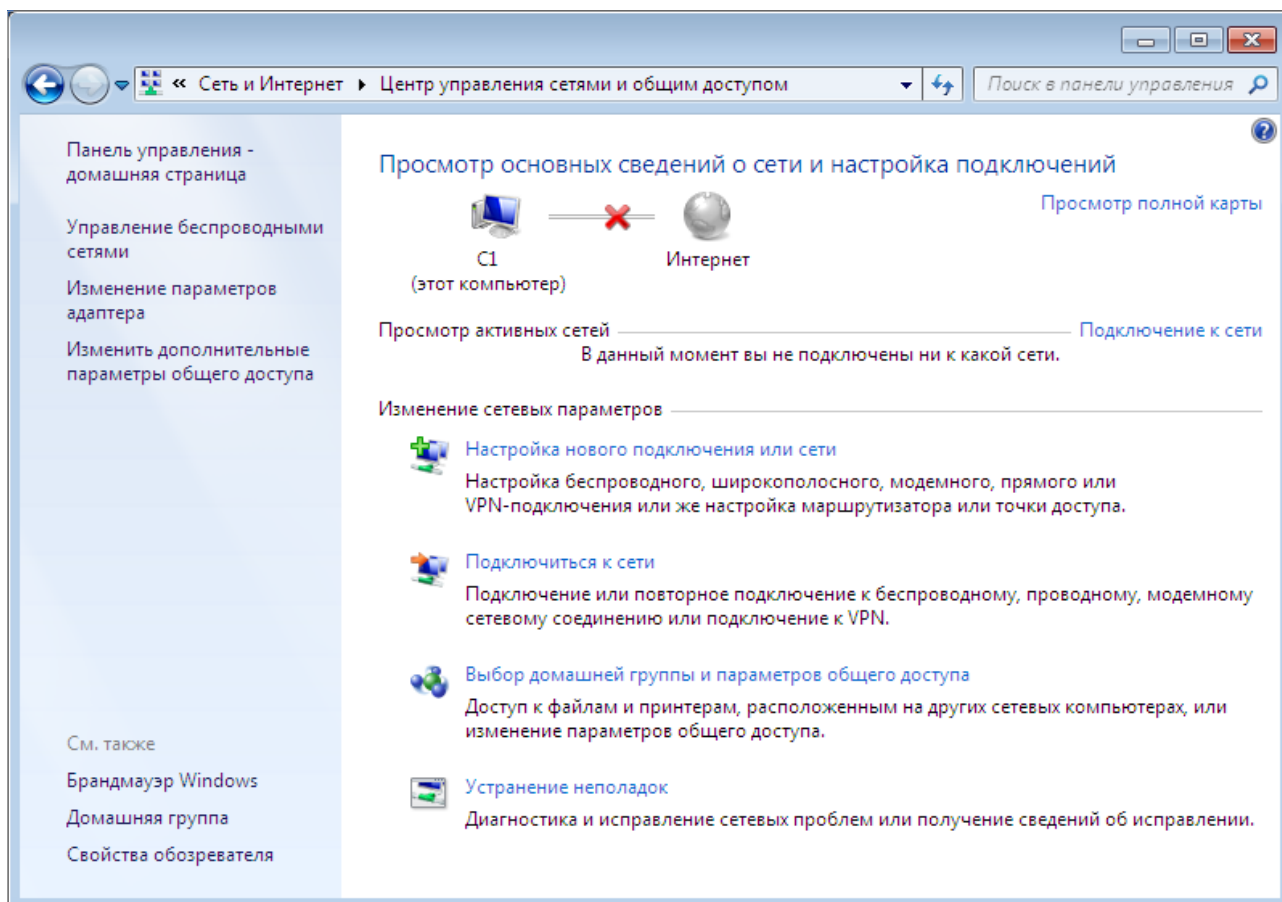 « Сеть и Интернет ▸ Центр управления сетями и общим доступом
Поиск в панели управления
Панель управления -
домашняя страница
Управление беспроводными
сетями
Изменение параметров
адаптера
Изменить дополнительные
параметры общего доступа
См. также
Брандмауэр Windows
Домашняя группа
Свойства обозревателя
Просмотр основных сведений о сети и настройка подключений
Просмотр полной карты
C1
(этот компьютер)
Интернет
Просмотр активных сетей
Подключение к сети
В данный момент вы не подключены ни к какой сети.
Изменение сетевых параметров
Настройка нового подключения или сети
Настройка беспроводного, широкополосного, модемного, прямого или
VPN-подключения или же настройка маршрутизатора или точки доступа.
Подключиться к сети
Подключение или повторное подключение к беспроводному, проводному, модемному
сетевому соединению или подключение к VPN.
Выбор домашней группы и параметров общего доступа
Доступ к файлам и принтерам, расположенным на других сетевых компьютерах, или
изменение параметров общего доступа.
Устранение неполадок
Диагностика и исправление сетевых проблем или получение сведений об исправлении.